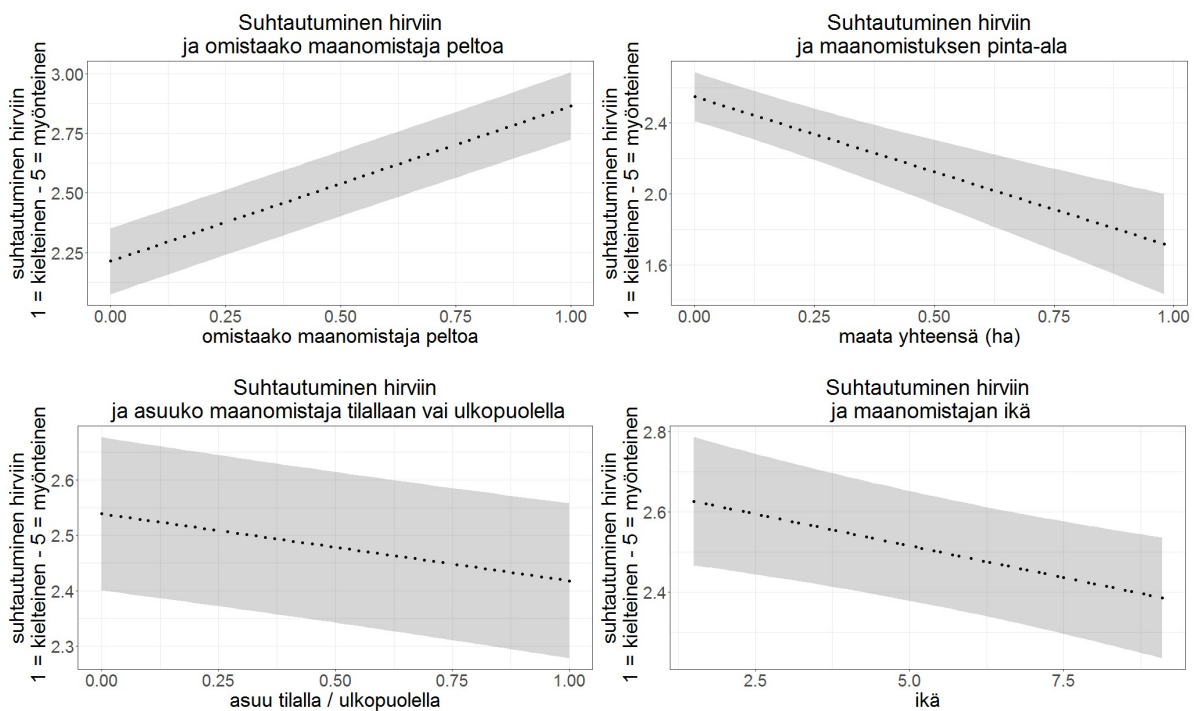 Suhtautuminen hirviin
ja omistaako maanomistaja peltoa
suhtautuminen hirviin
1 = kielteinen - 5 = myönteinen
3.00
2.75
2.50
2.25
0.00 0.25 0.50 0.75 1.00
omistaako maanomistaja peltoa
Suhtautuminen hirviin
ja maanomistuksen pinta-ala
suhtautuminen hirviin
1 = kielteinen - 5 = myönteinen
2.4
2.0
1.6
0.00 0.25 0.50 0.75 1.00
maata yhteensä (ha)
Suhtautuminen hirviin
ja asuuko maanomistaja tilallaan vai ulkopuolella
suhtautuminen hirviin
1 = kielteinen - 5 = myönteinen
2.6
2.5
2.4
2.3
0.00 0.25 0.50 0.75 1.00
asuu tilalla / ulkopuolella
Suhtautuminen hirviin
ja maanomistajan ikä
suhtautuminen hirviin
1 = kielteinen - 5 = myönteinen
2.8
2.6
2.4
2.5 5.0 7.5
ikä